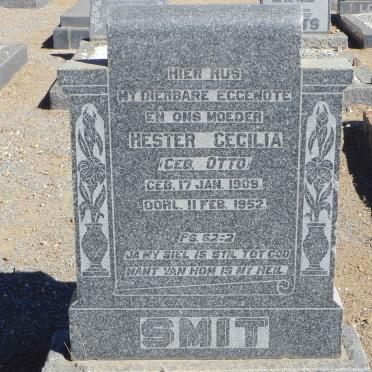 HIER RUS
MY DIERBARE EGGENOTE
EN ONS MOEDER
HESTER CECILIA
(GEB. OTTO)
GEB. 17 JAN. 1909.
OORL. 11 FEB. 1952.
PS. 62=2
JA MY SIEL IS STIL TOT GOD
WANT VAN HOM IS MY HEIL.
SMIT